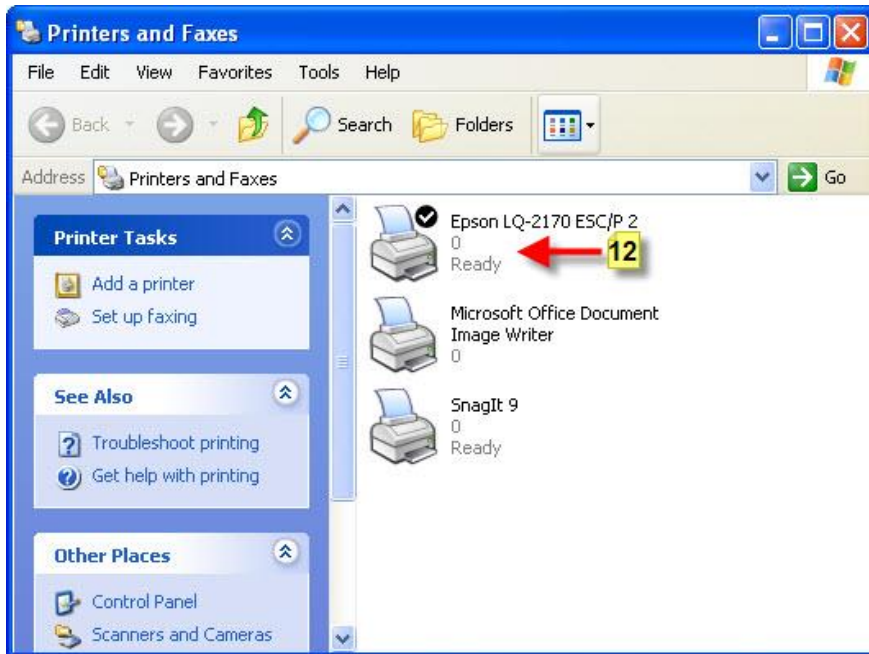 Printers and Faxes
File Edit View Favorites Tools Help
Back Search Folders
Address Printers and Faxes Go
Printer Tasks
Add a printer
Set up faxing
See Also
Troubleshoot printing
Get help with printing
Other Places
Control Panel
Scanners and Cameras
Epson LQ-2170 ESC/P 2
0
Ready
12
Microsoft Office Document
Image Writer
0
SnagIt 9
0
Ready